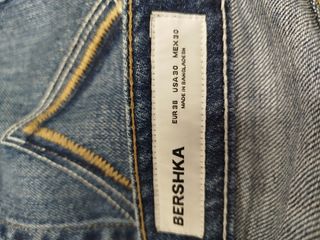 BERSHKA
EUR 38 USA 30 MEX 30
MADE IN BANGLADESH